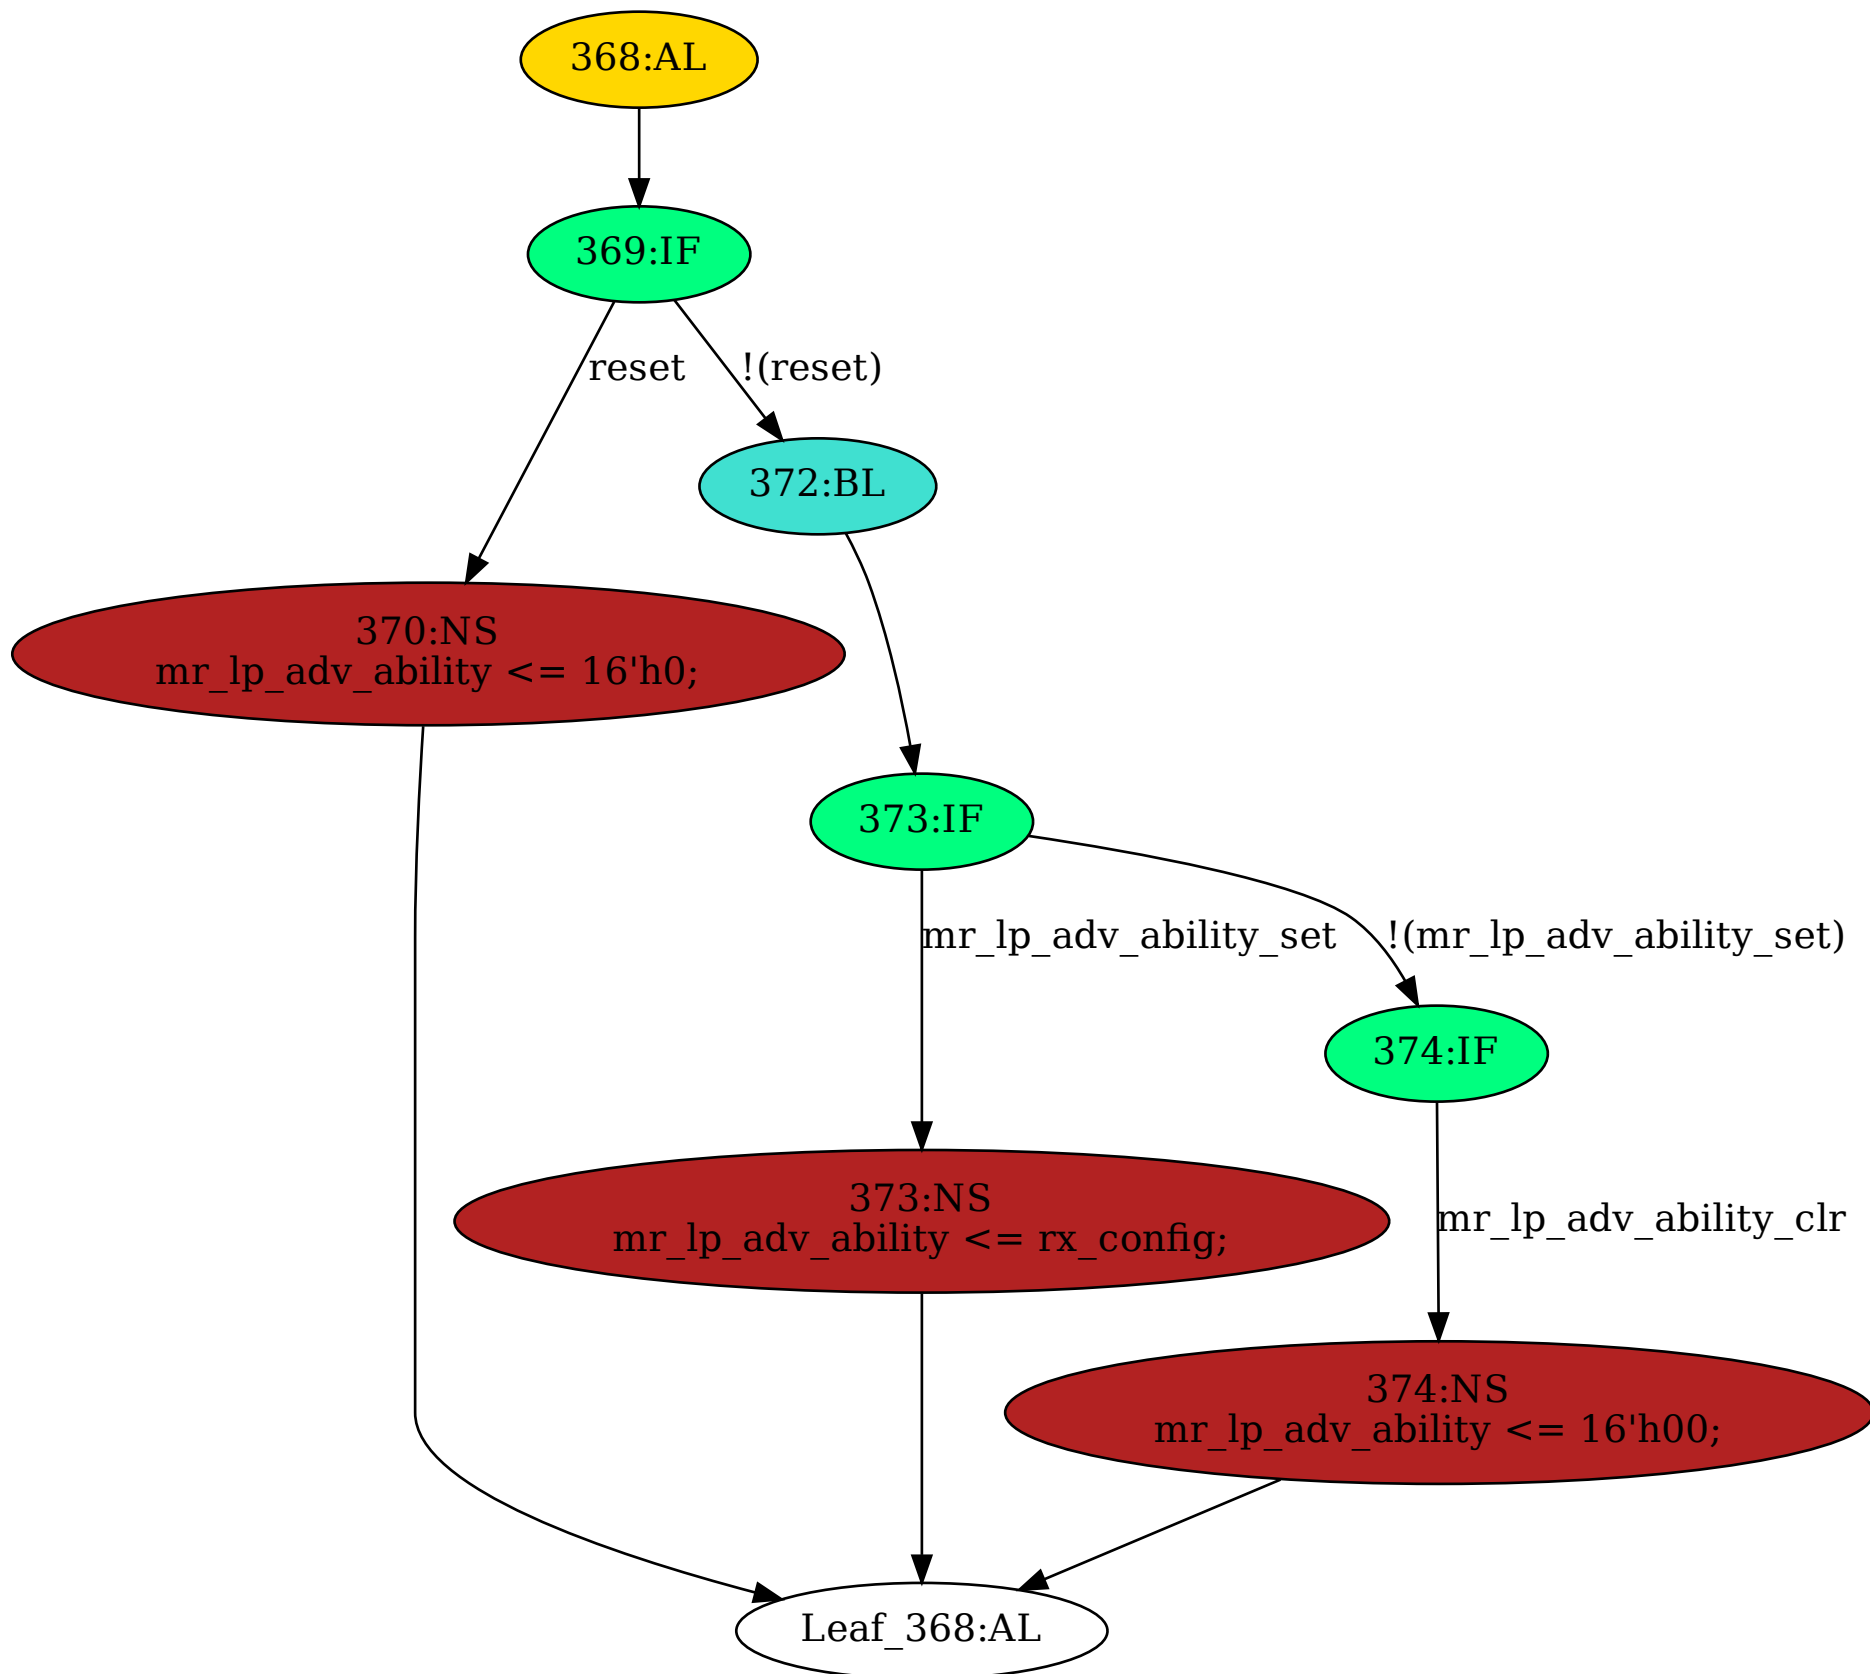 368:AL
369:IF
reset
!(reset)
372:BL
370:NS
mr_lp_adv_ability <= 16'h0;
373:IF
mr_lp_adv_ability_set
!(mr_lp_adv_ability_set)
374:IF
373:NS
mr_lp_adv_ability <= rx_config;
mr_lp_adv_ability_clr
374:NS
mr_lp_adv_ability <= 16'h00;
Leaf_368:AL